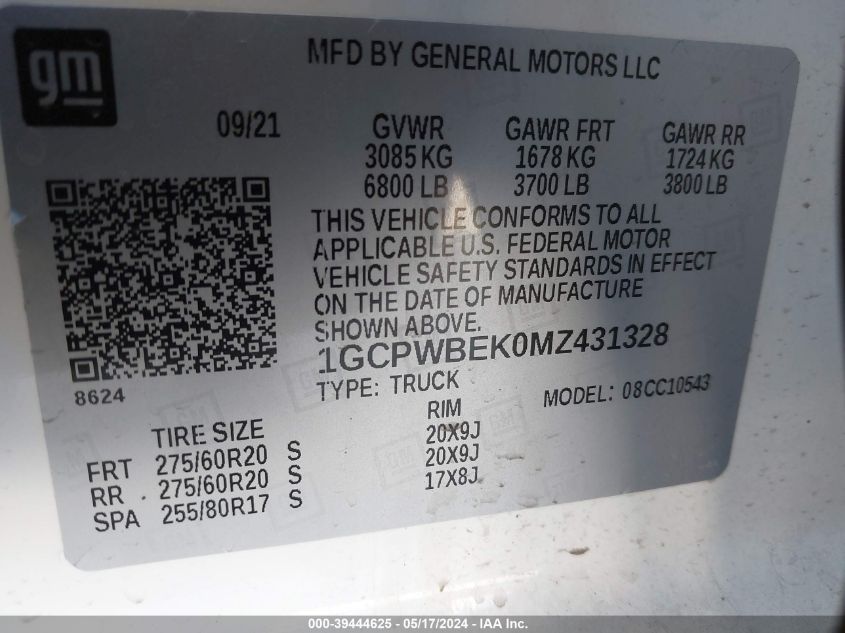 gm
MFD BY GENERAL MOTORS LLC
09/21 GVWR GAWR FRT GAWR RR
3085 KG 1678 KG 1724 KG
6800 LB 3700 LB 3800 LB
THIS VEHICLE CONFORMS TO ALL
APPLICABLE U.S. FEDERAL MOTOR
VEHICLE SAFETY STANDARDS IN EFFECT
ON THE DATE OF MANUFACTURE
SHOWN ABOVE.
1GCPWBEK0MZ431328
8624
TYPE: TRUCK MODEL: 08CC10543
TIRE SIZE RIM
FRT 275/60R20 S 20X9J
RR . 275/60R20 S 20X9J
SPA 255/80R17 S 17X8J
000-39444625 - 05/17/2024 - IAA Inc.